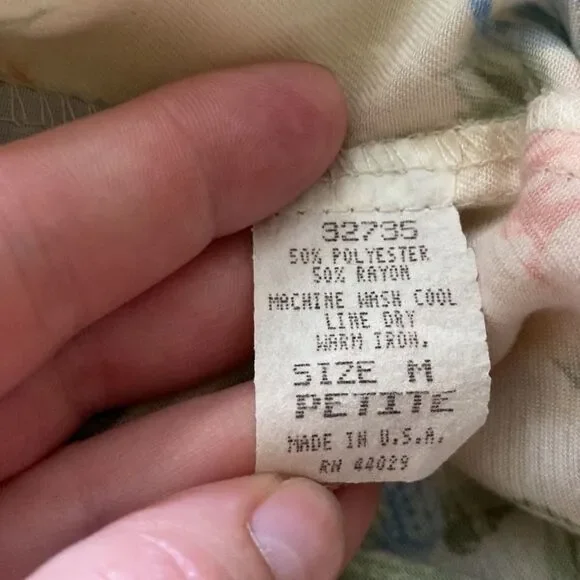 32735
50% POLYESTER
50% RAYON
MACHINE WASH COOL
LINE DRY
WARM IRON.
SIZE M
PETITE
MADE IN U.S.A.
RN 44029